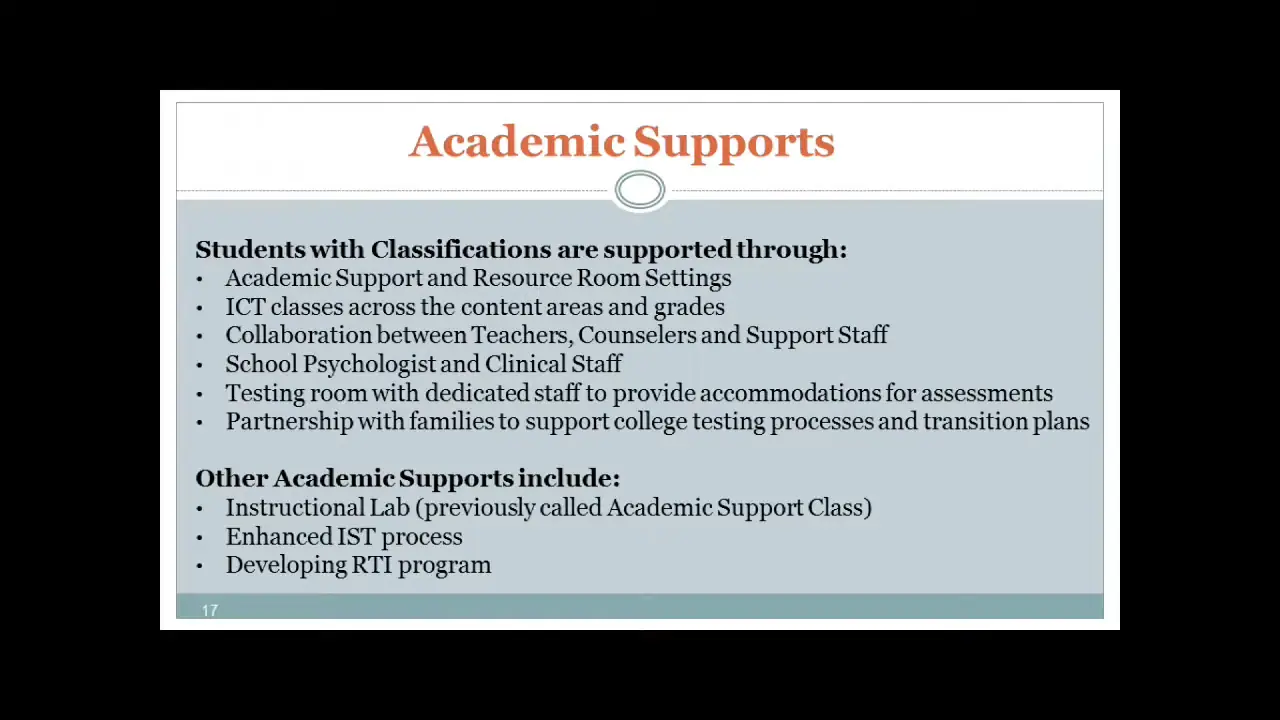 Academic Supports
Students with Classifications are supported through:
• Academic Support and Resource Room Settings
• ICT classes across the content areas and grades
• Collaboration between Teachers, Counselers and Support Staff
• School Psychologist and Clinical Staff
• Testing room with dedicated staff to provide accommodations for assessments
• Partnership with families to support college testing processes and transition plans
Other Academic Supports include:
• Instructional Lab (previously called Academic Support Class)
• Enhanced IST process
• Developing RTI program
17